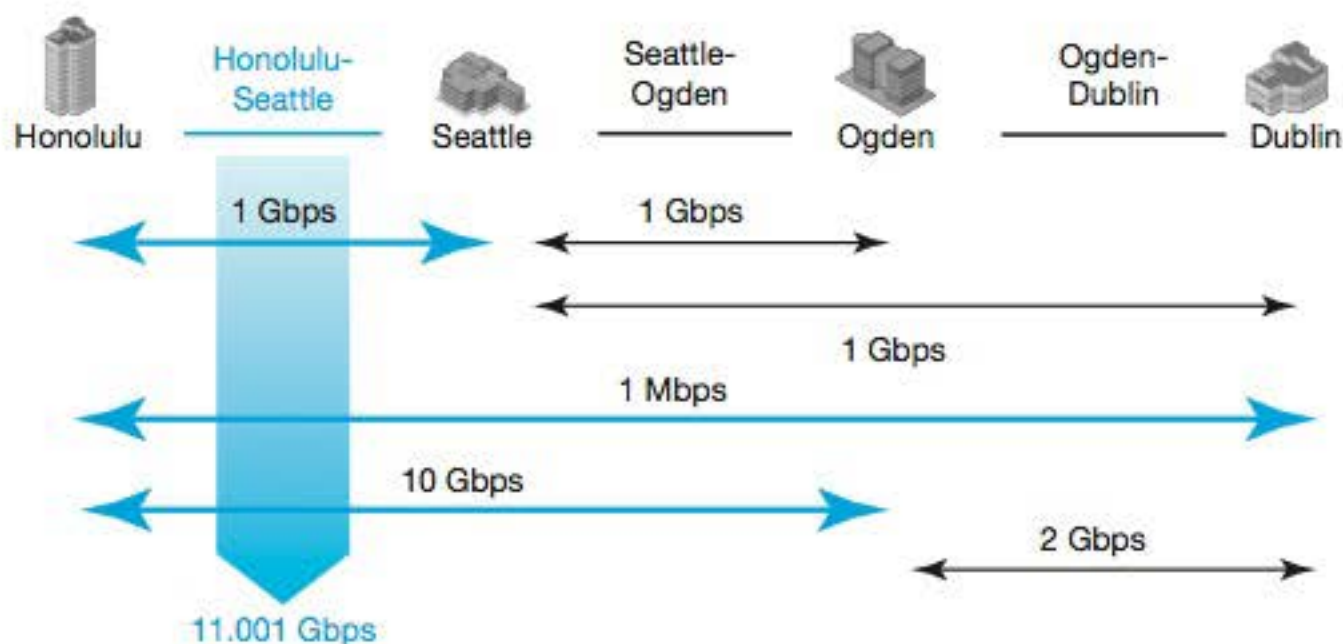 Honolulu-
Seattle
Seattle-
Ogden
Ogden-
Dublin
Honolulu
Seattle
Ogden
Dublin
1 Gbps
1 Gbps
1 Gbps
1 Mbps
10 Gbps
2 Gbps
11.001 Gbps